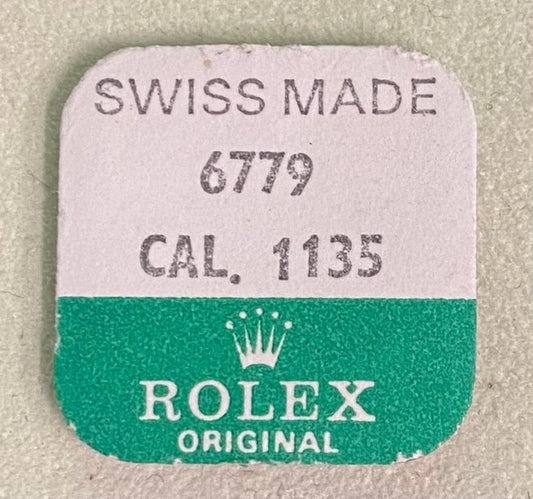 SWISS MADE
6779
CAL. 1135
ROLEX
ORIGINAL